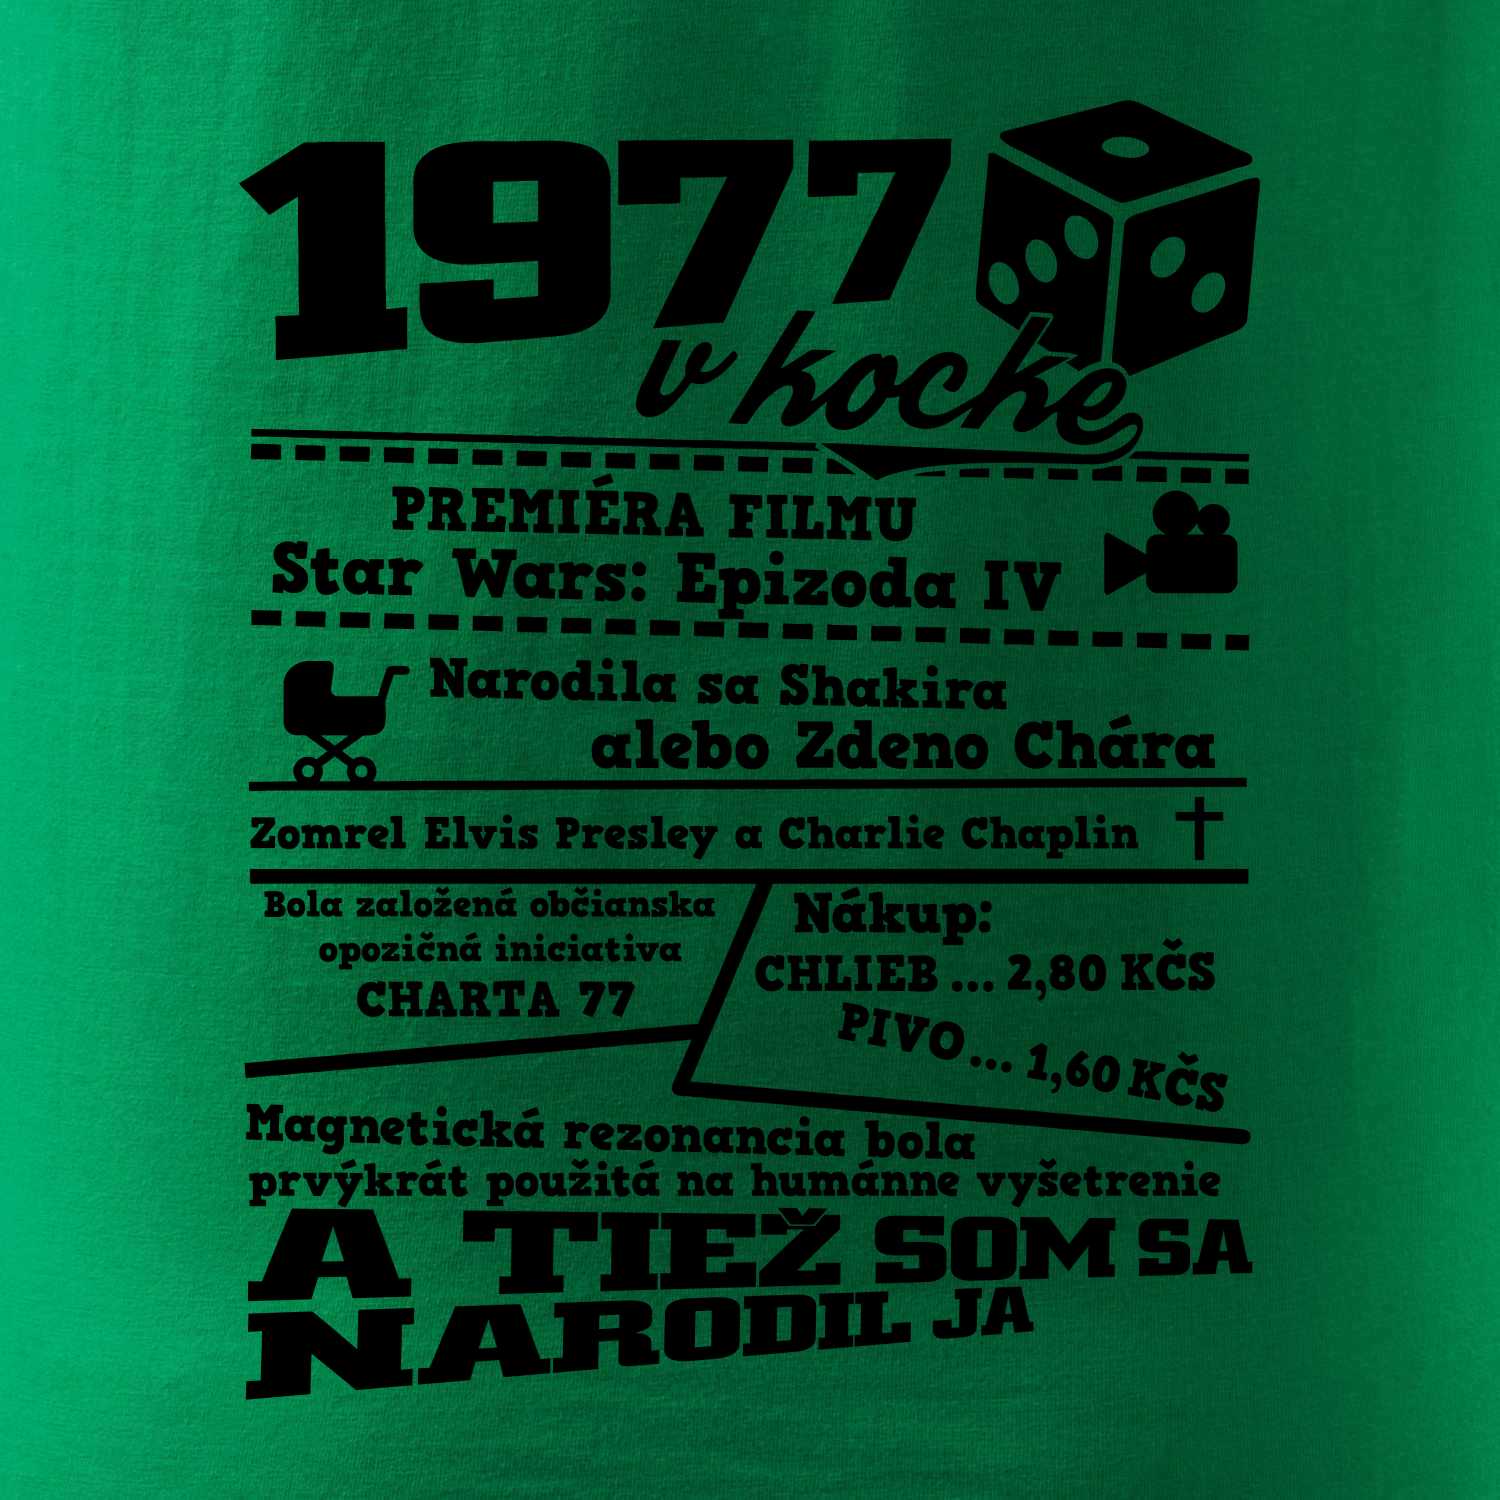 1977
v kocke
PREMIÉRA FILMU
Star Wars: Epizoda IV
Narodila sa Shakira
alebo Zdeno Chára
Zomrel Elvis Presley a Charlie Chaplin
Bola založená občianska
opozičná iniciativa
CHARTA 77
Nákup:
CHLIEB ... 2,80 KČS
PIVO ... 1,60 KČS
Magnetická rezonancia bola
prvýkrát použitá na humánne vyšetrenie
A TIEŽ SOM SA
NARODIL JA